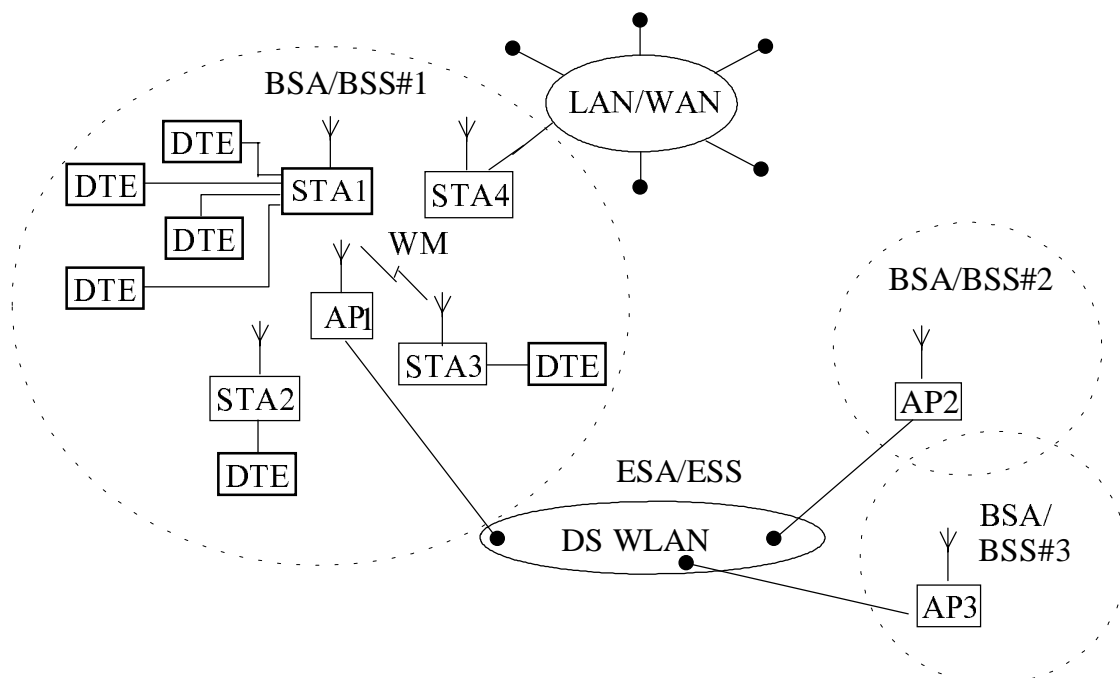 BSA/BSS#1
LAN/WAN
DTE
DTE
STA1
STA4
DTE
WM
DTE
AP1
BSA/BSS#2
STA3
DTE
STA2
AP2
DTE
ESA/ESS
DS WLAN
BSA/
BSS#3
AP3